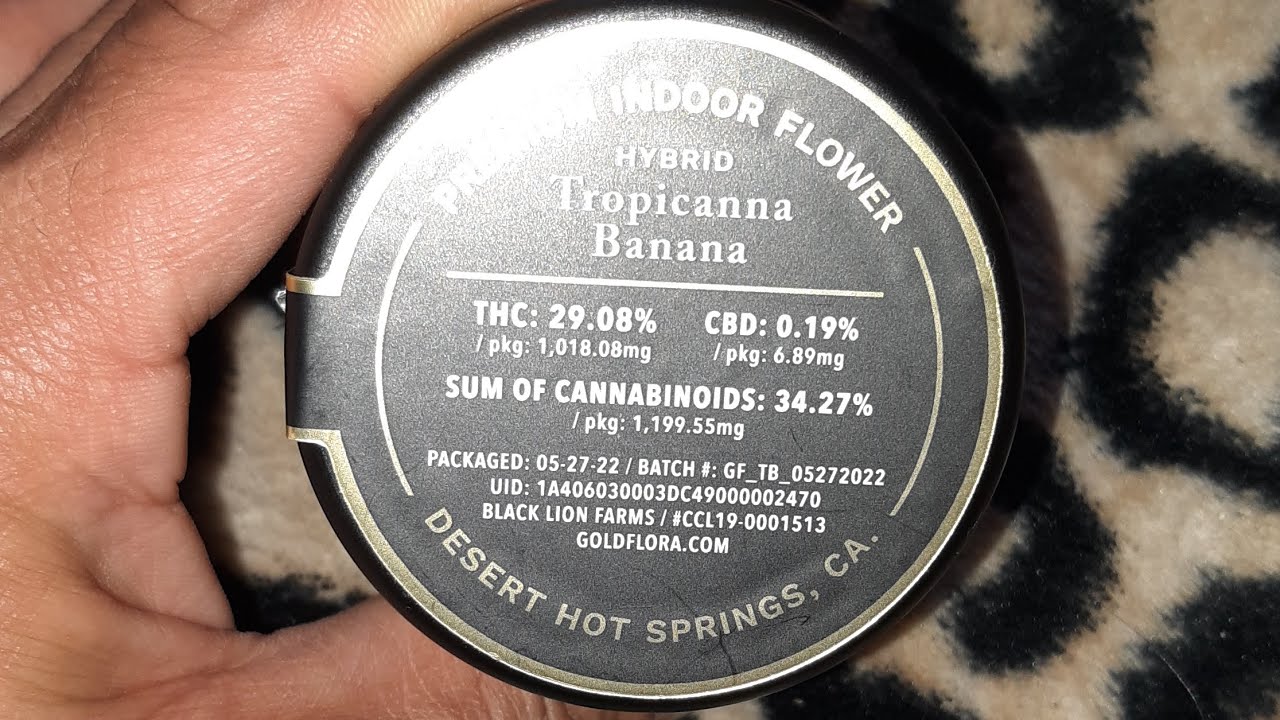 PREMIUM INDOOR FLOWER
HYBRID
Tropicanna
Banana
THC: 29.08% CBD: 0.19%
/ pkg: 1,018.08mg / pkg: 6.89mg
SUM OF CANNABINOIDS: 34.27%
/ pkg: 1,199.55mg
PACKAGED: 05-27-22 / BATCH #: GF_TB_05272022
UID: 1A406030003DC49000002470
BLACK LION FARMS / #CCL19-0001513
GOLDFLORA.COM
DESERT HOT SPRINGS, CA.